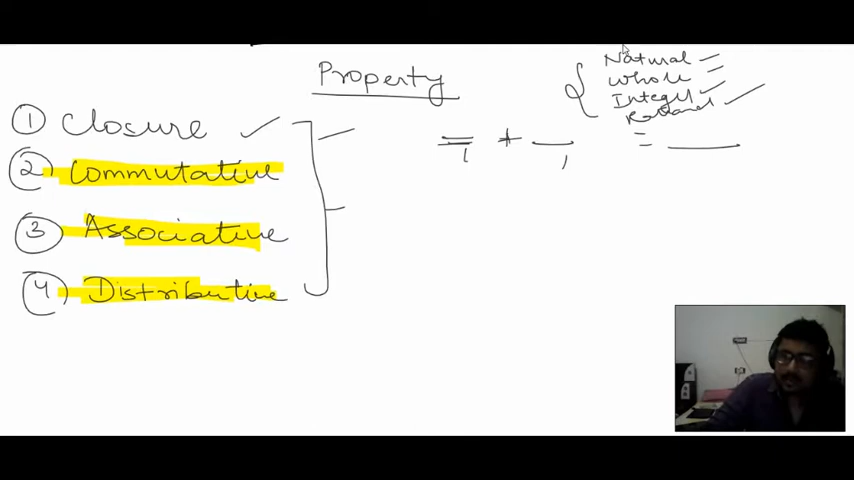 Property
① Closure ✓
② Commutative
③ Associative
④ Distributive
Natural
Whole
Integer
Rational
+ =